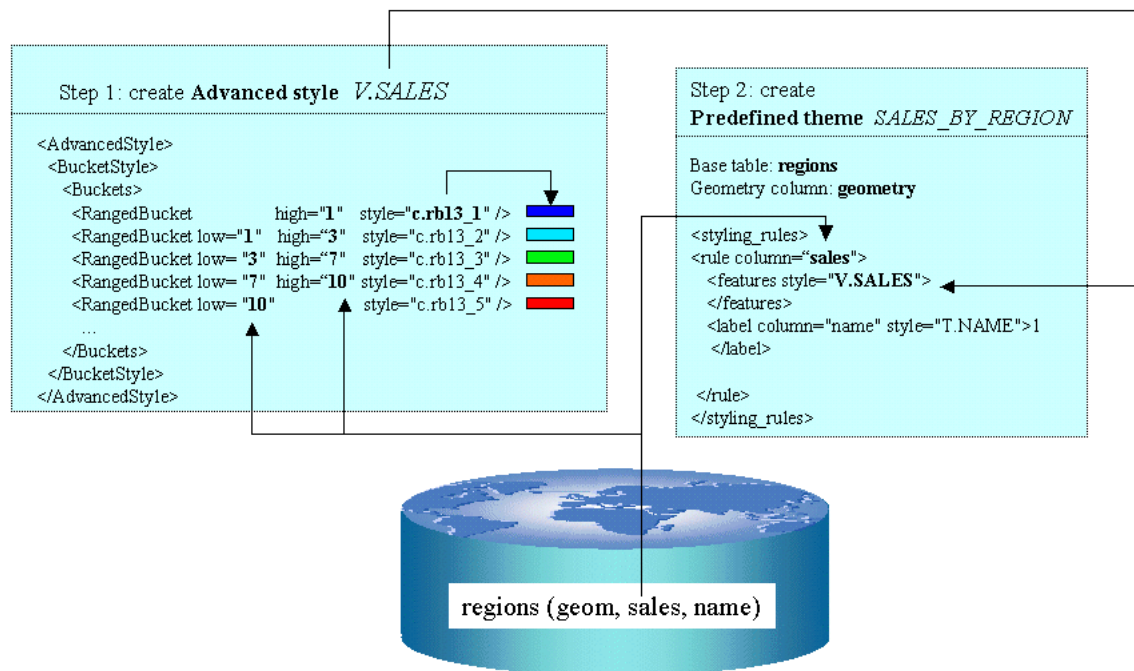 Step 1: create Advanced style V.SALES
<AdvancedStyle>
<BucketStyle>
<Buckets>
<RangedBucket high="1" style="c.rb13_1" />
<RangedBucket low="1" high=“3" style="c.rb13_2" />
<RangedBucket low= "3" high=“7" style="c.rb13_3" />
<RangedBucket low= "7" high=“10" style="c.rb13_4" />
<RangedBucket low= "10" style="c.rb13_5" />
...
</Buckets>
</BucketStyle>
</AdvancedStyle>
Step 2: create
Predefined theme SALES_BY_REGION
Base table: regions
Geometry column: geometry
<styling_rules>
<rule column=“sales">
<features style="V.SALES">
</features>
<label column="name" style="T.NAME">1
</label>
</rule>
</styling_rules>
regions (geom, sales, name)